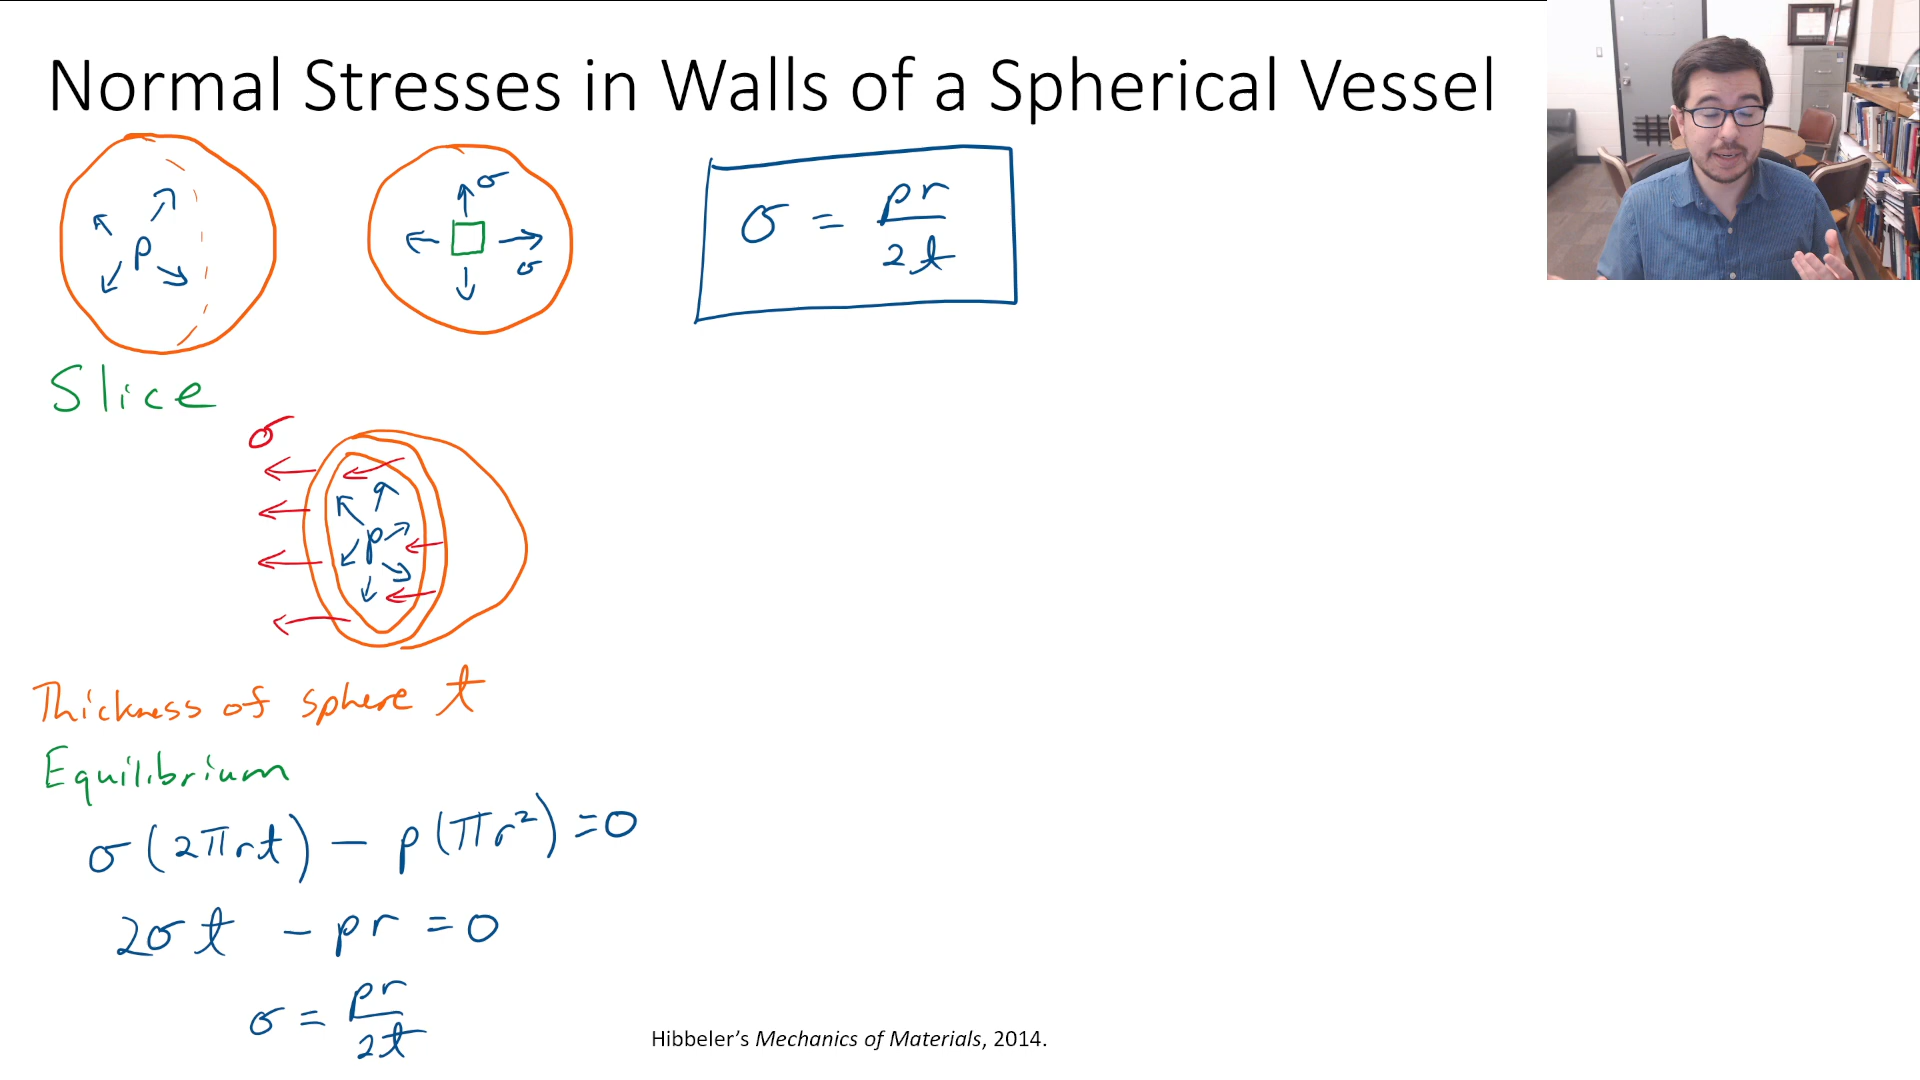 Normal Stresses in Walls of a Spherical Vessel
p
σ
σ
σ = pr/2t
Slice
σ
p
Thickness of sphere t
Equilibrium
σ(2πrt) − p(πr²) = 0
2σt − pr = 0
σ = pr/2t
Hibbeler's Mechanics of Materials, 2014.